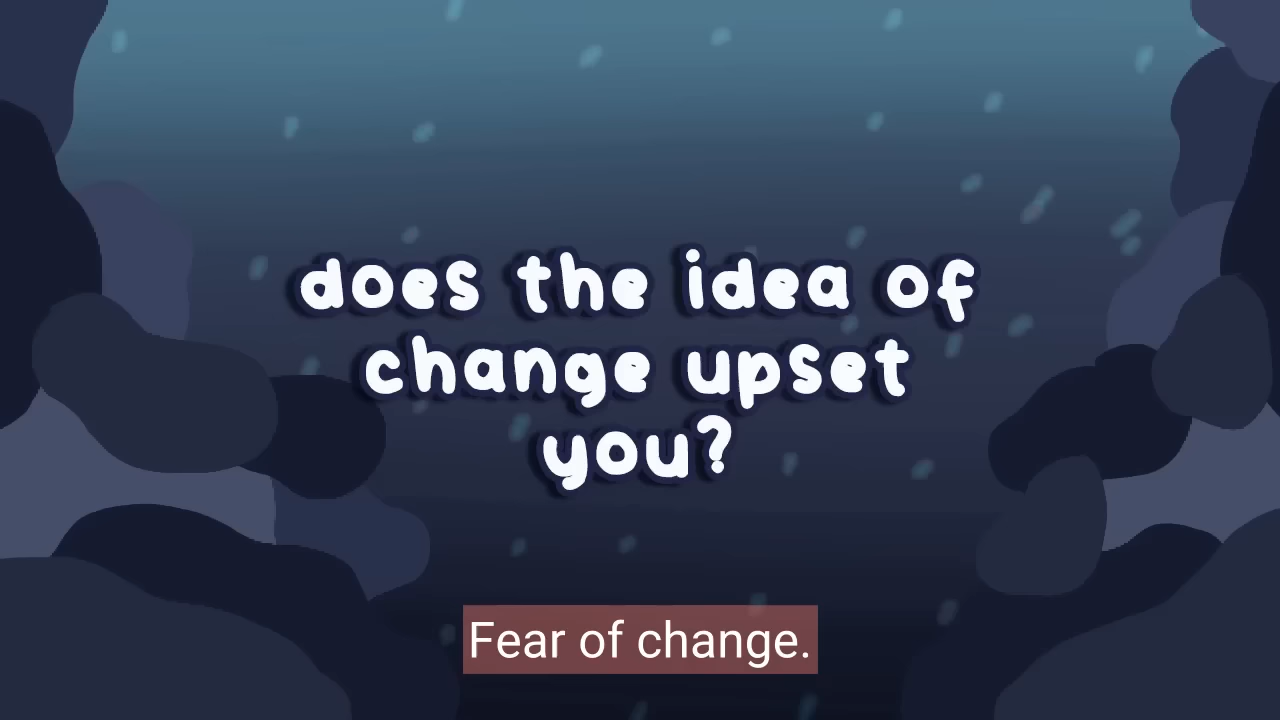 does the idea of
change upset
you?
Fear of change.